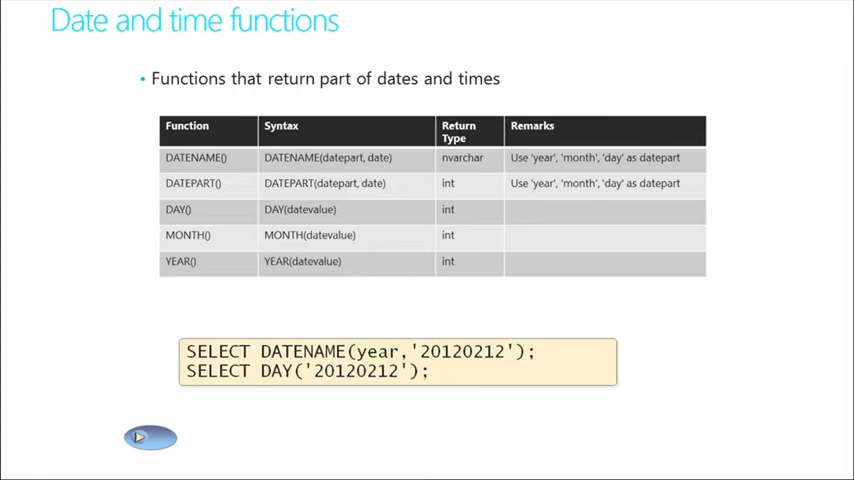 Date and time functions
• Functions that return part of dates and times
Function Syntax Return Type Remarks
DATENAME() DATENAME(datepart, date) nvarchar Use 'year', 'month', 'day' as datepart
DATEPART() DATEPART(datepart, date) int Use 'year', 'month', 'day' as datepart
DAY() DAY(datevalue) int
MONTH() MONTH(datevalue) int
YEAR() YEAR(datevalue) int
SELECT DATENAME(year,'20120212');
SELECT DAY('20120212');